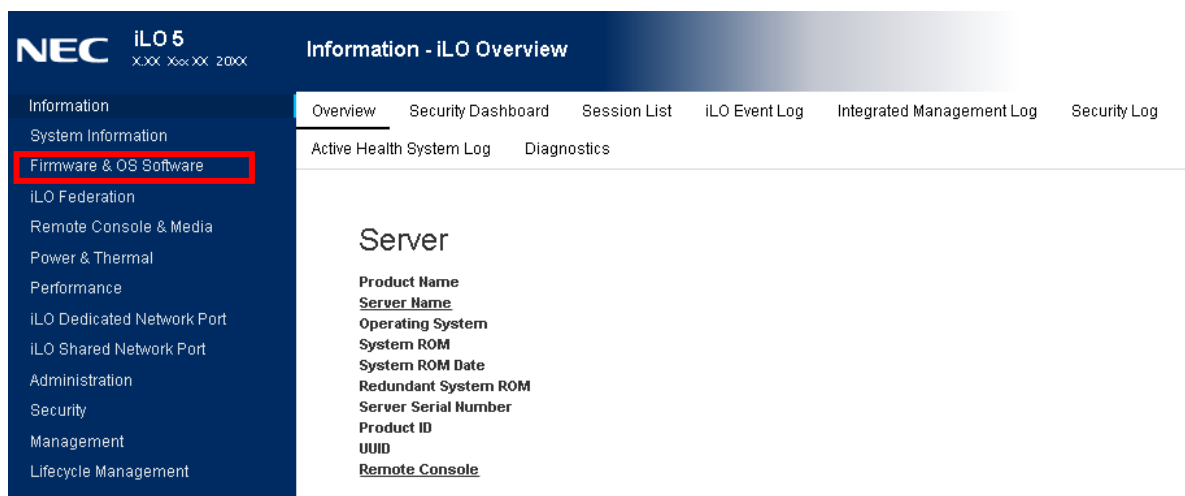 NEC iLO 5
X.XX Xxx XX 20XX
Information - iLO Overview
Information
System Information
Firmware & OS Software
iLO Federation
Remote Console & Media
Power & Thermal
Performance
iLO Dedicated Network Port
iLO Shared Network Port
Administration
Security
Management
Lifecycle Management
Overview Security Dashboard Session List iLO Event Log Integrated Management Log Security Log
Active Health System Log Diagnostics
Server
Product Name
Server Name
Operating System
System ROM
System ROM Date
Redundant System ROM
Server Serial Number
Product ID
UUID
Remote Console